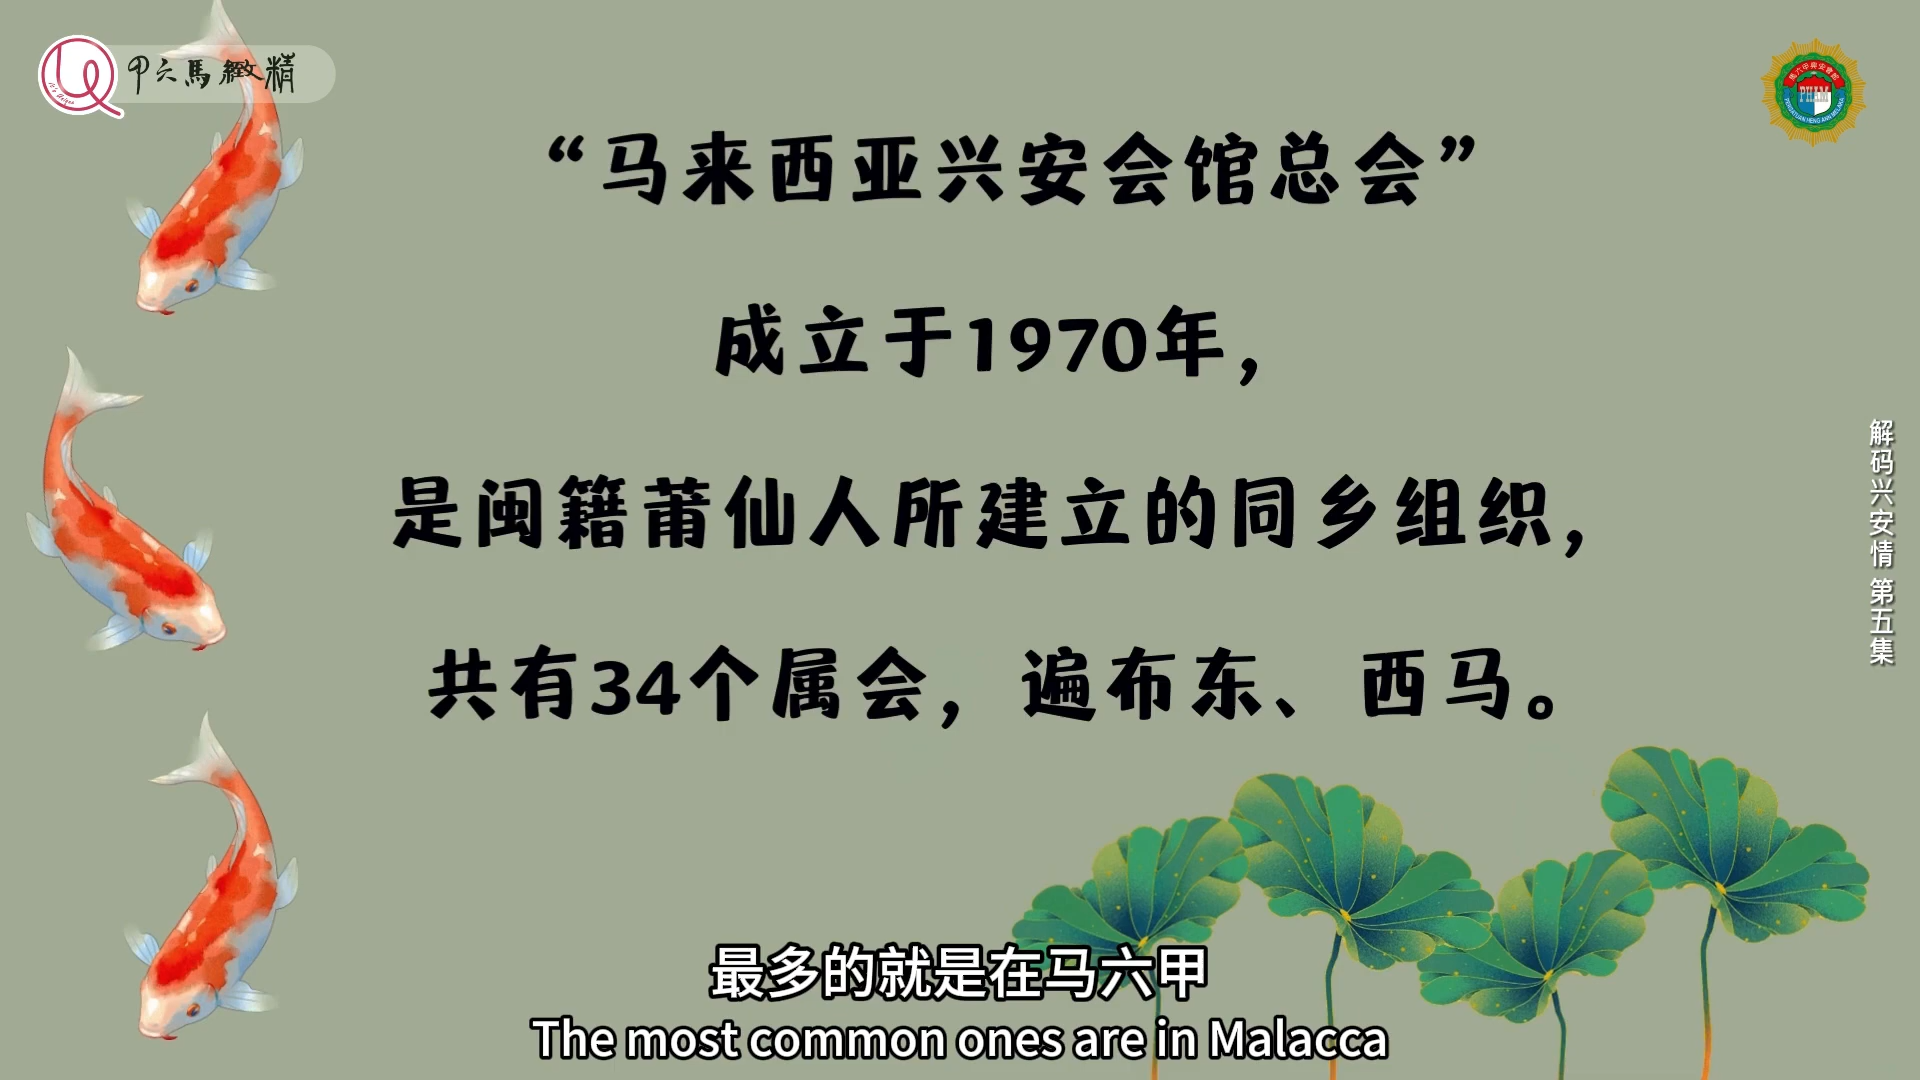 甲六馬緻精
“马来西亚兴安会馆总会”
成立于1970年，
是闽籍莆仙人所建立的同乡组织，
共有34个属会，遍布东、西马。
解码兴安情 第五集
最多的就是在马六甲
The most common ones are in Malacca
PHAM